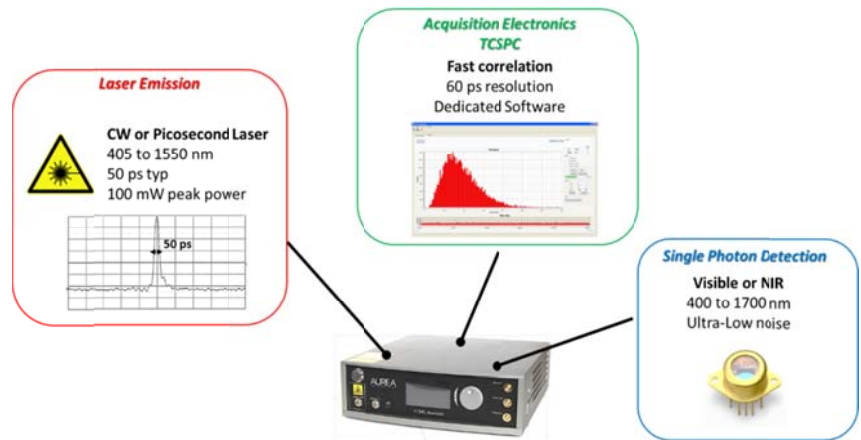 Laser Emission
CW or Picosecond Laser
405 to 1550 nm
50 ps typ
100 mW peak power
50 ps
Acquisition Electronics
TCSPC
Fast correlation
60 ps resolution
Dedicated Software
Single Photon Detection
Visible or NIR
400 to 1700 nm
Ultra-Low noise
AUREA